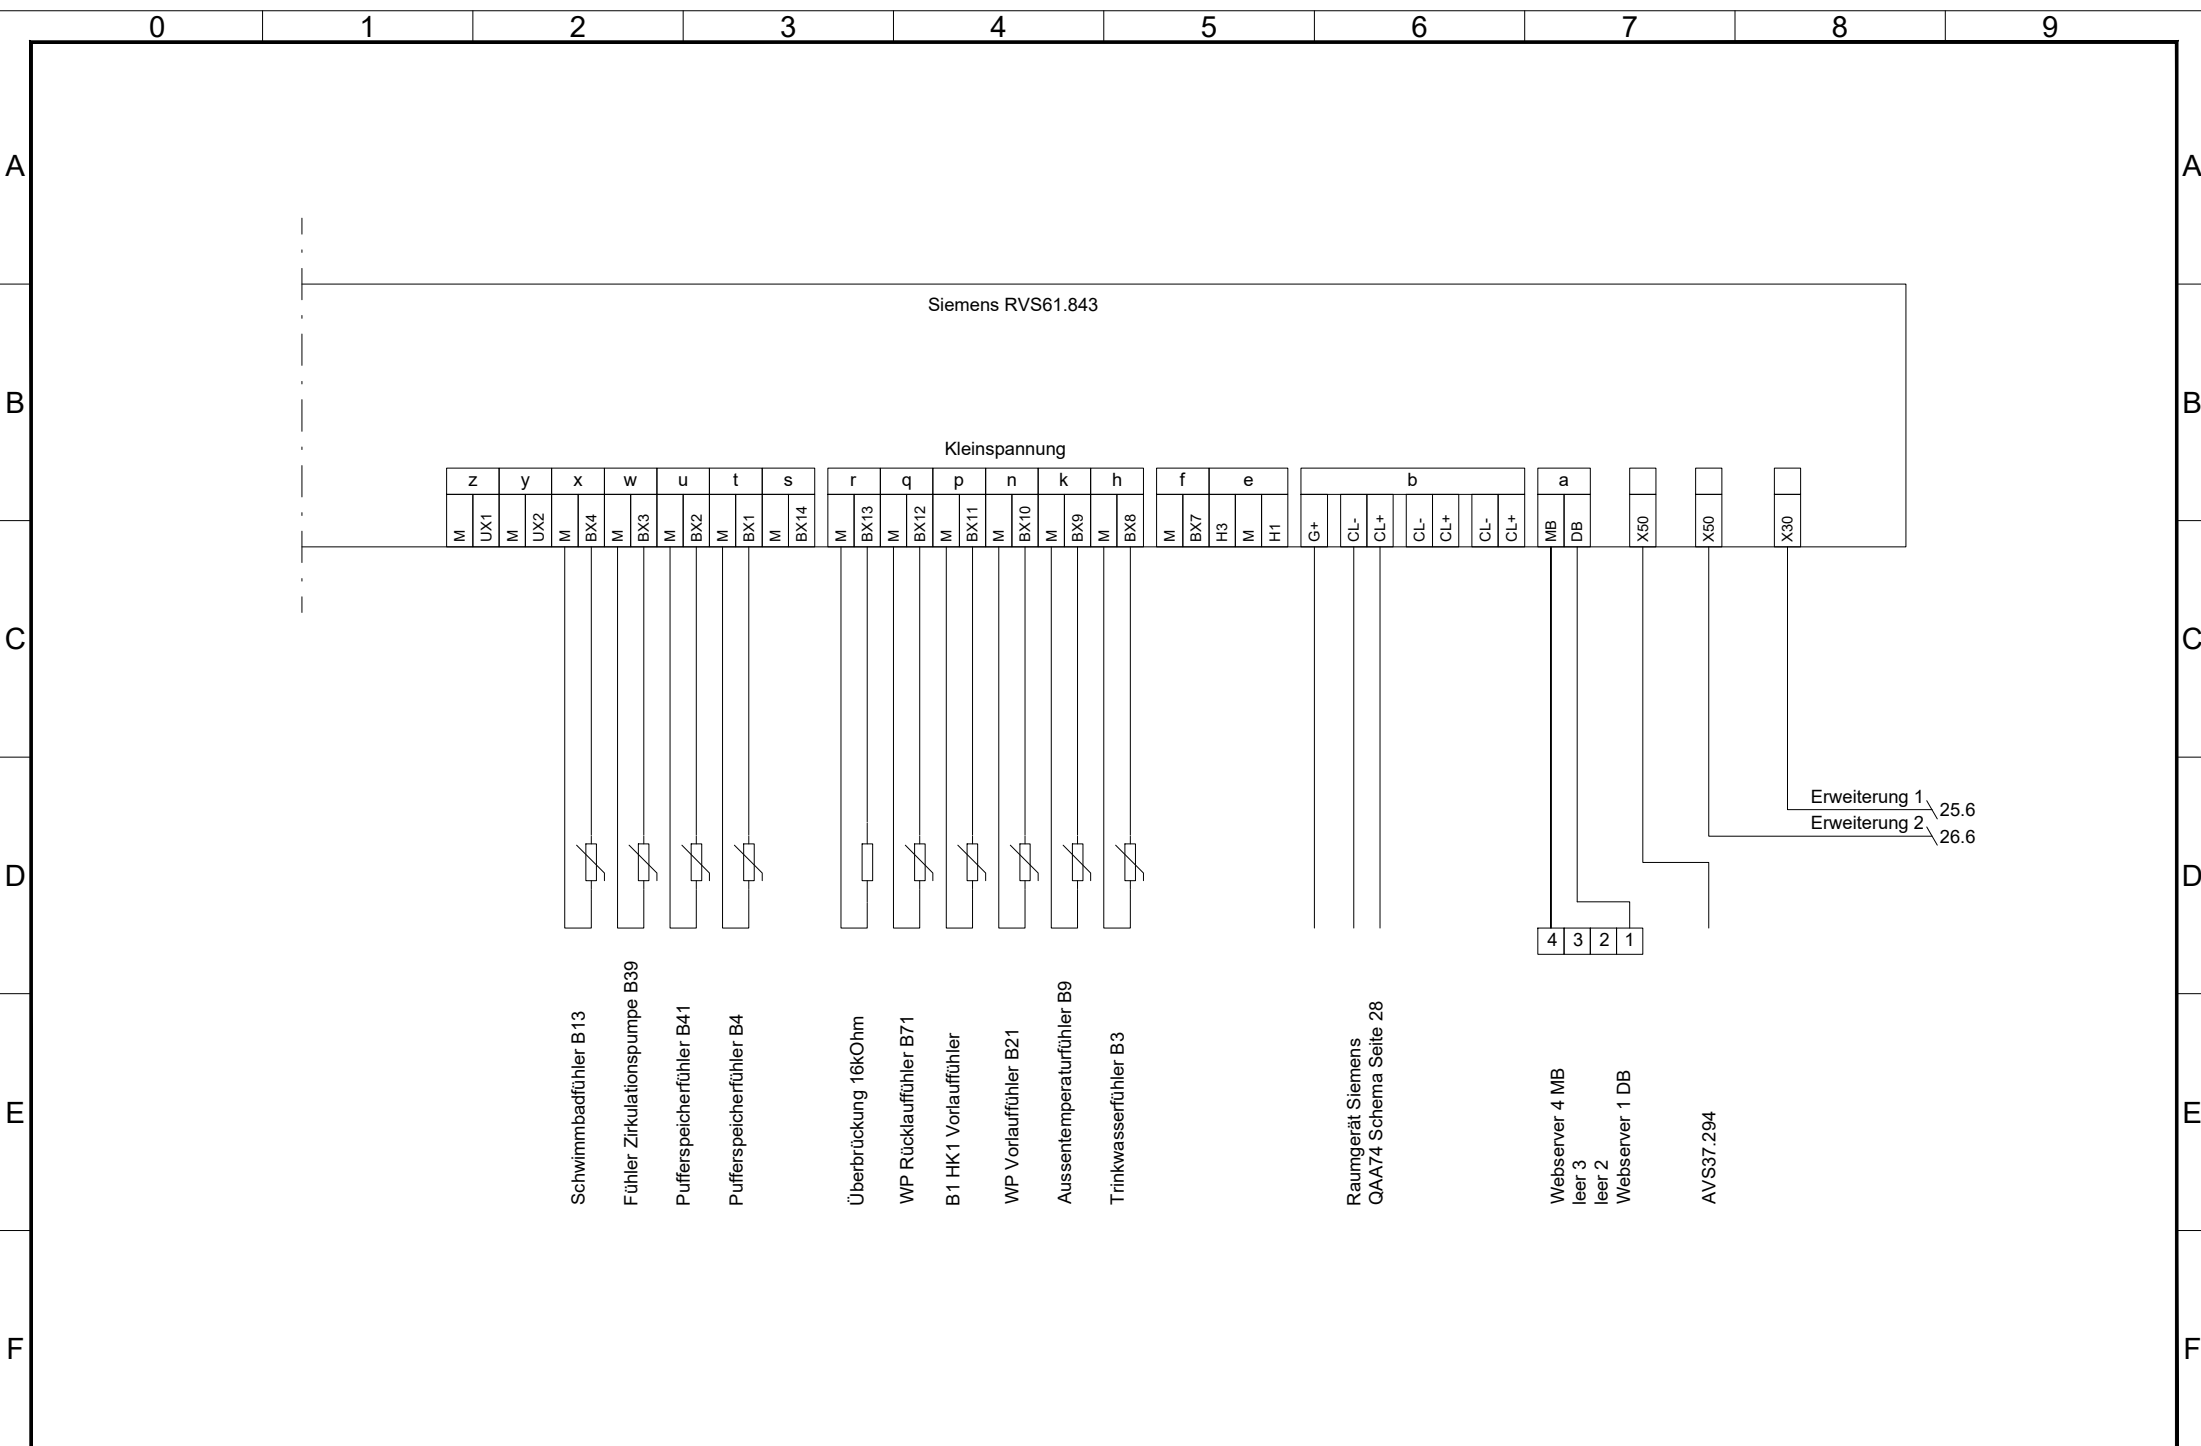 0 1 2 3 4 5 6 7 8 9
A A
Siemens RVS61.843
B B
Kleinspannung
z y x w u t s r q p n k h f e b a
M UX1 M UX2 M BX4 M BX3 M BX2 M BX1 M BX14 M BX13 M BX12 M BX11 M BX10 M BX9 M BX8 M BX7 H3 M H1 G+ CL- CL+ CL- CL+ CL- CL+ MB DB X50 X50 X30
C C
Erweiterung 1 25.6
Erweiterung 2 26.6
D D
4 3 2 1
Schwimmbadfühler B13
Fühler Zirkulationspumpe B39
Pufferspeicherfühler B41
Pufferspeicherfühler B4
Überbrückung 16kOhm
WP Rücklauffühler B71
B1 HK1 Vorlauffühler
WP Vorlauffühler B21
Aussentemperaturfühler B9
Trinkwasserfühler B3
Raumgerät Siemens
QAA74 Schema Seite 28
Webserver 4 MB
leer 3
leer 2
Webserver 1 DB
AVS37.294
E E
F F